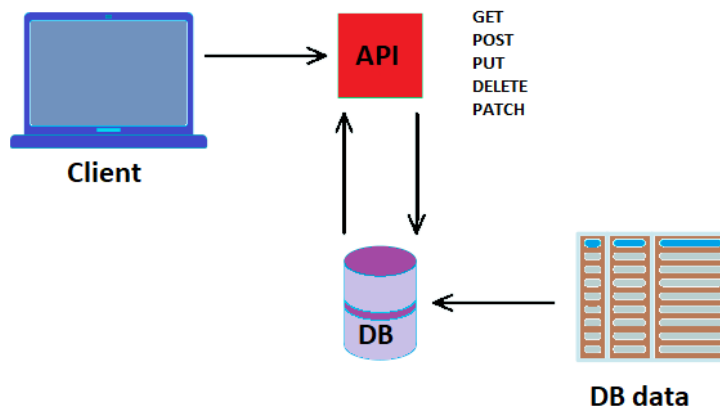 API
GET
POST
PUT
DELETE
PATCH
Client
DB
DB data